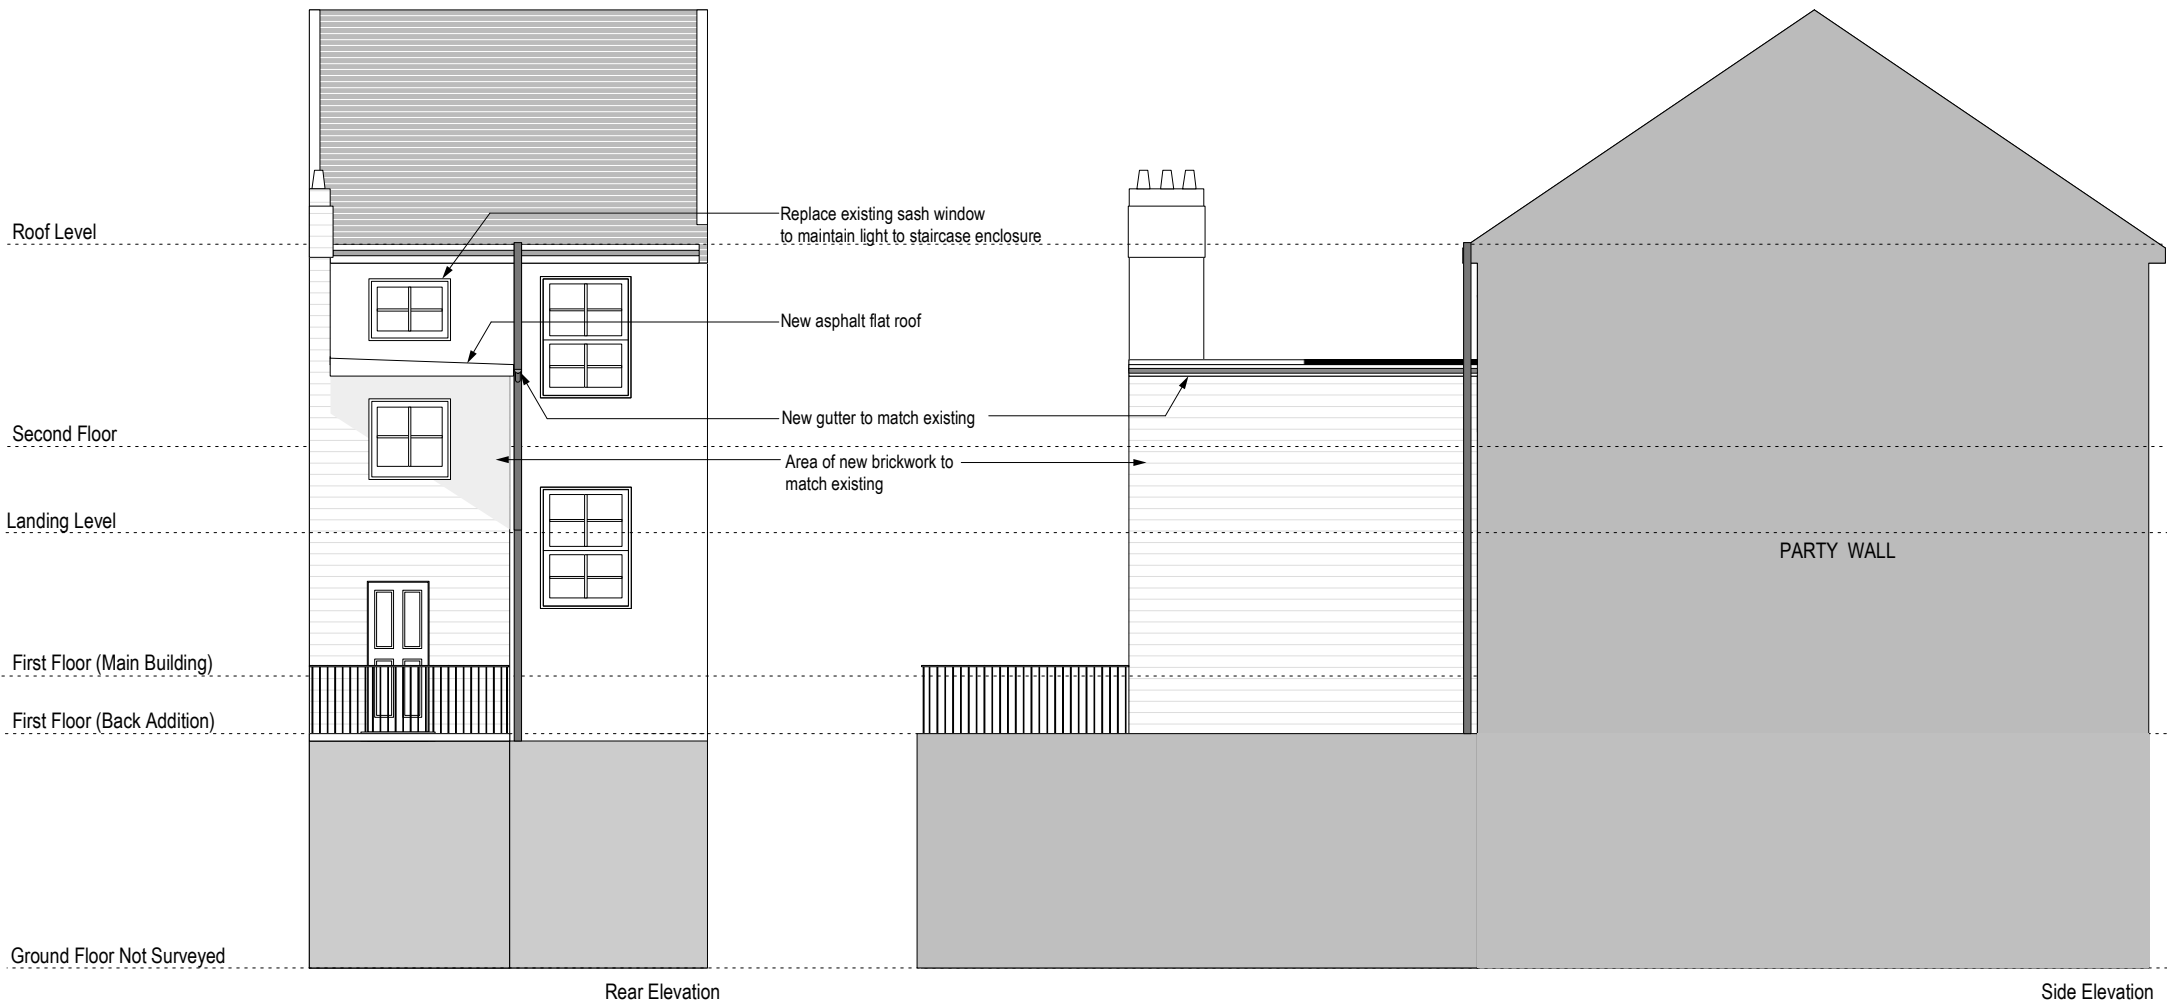 Roof Level
Replace existing sash window
to maintain light to staircase enclosure
New asphalt flat roof
New gutter to match existing
Second Floor
Area of new brickwork to
match existing
Landing Level
PARTY WALL
First Floor (Main Building)
First Floor (Back Addition)
Ground Floor Not Surveyed
Rear Elevation
Side Elevation